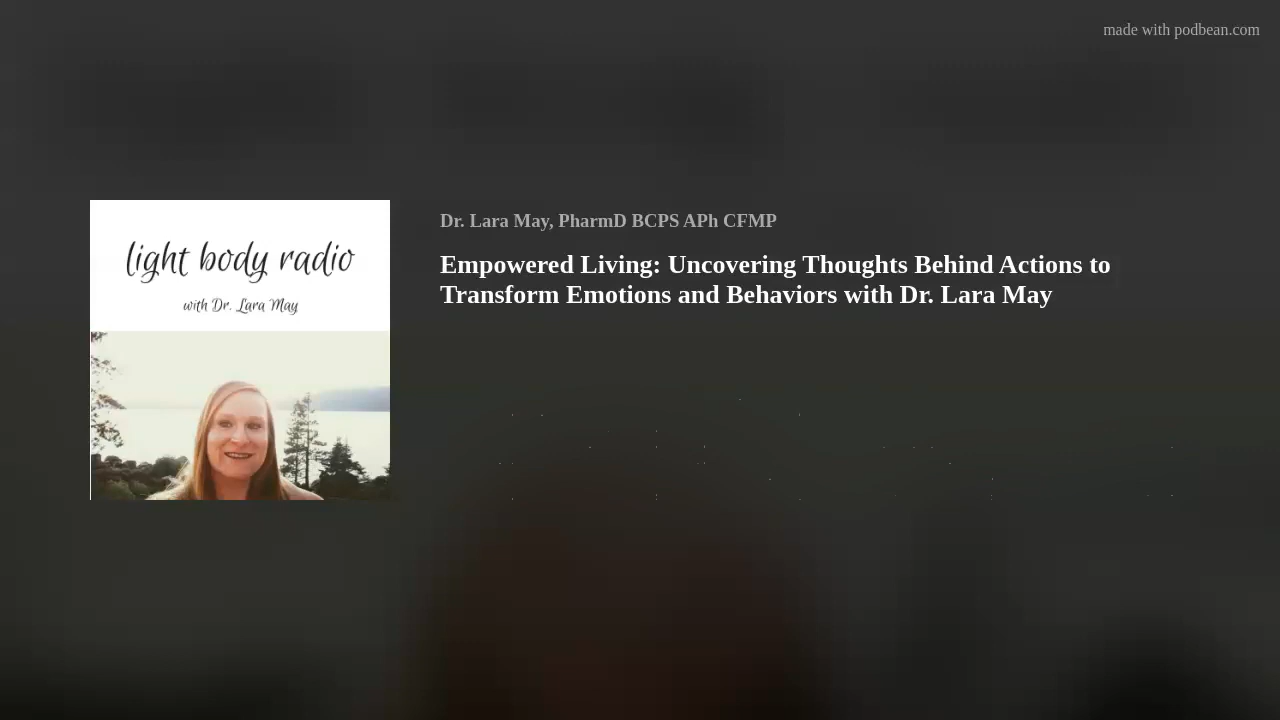 made with podbean.com
light body radio
with Dr. Lara May
Dr. Lara May, PharmD BCPS APh CFMP
Empowered Living: Uncovering Thoughts Behind Actions to
Transform Emotions and Behaviors with Dr. Lara May